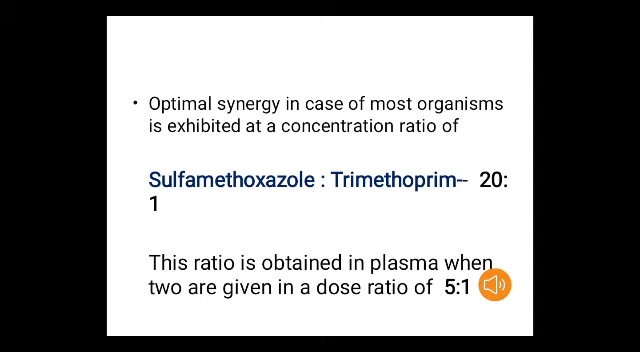 • Optimal synergy in case of most organisms
is exhibited at a concentration ratio of
Sulfamethoxazole : Trimethoprim-- 20:
1
This ratio is obtained in plasma when
two are given in a dose ratio of 5:1